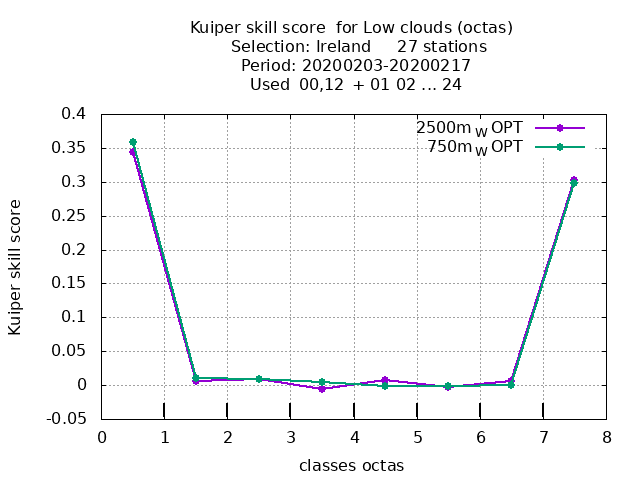 Kuiper skill score  for Low clouds (octas)
Selection: Ireland     27 stations
Period: 20200203-20200217
Used  00,12  + 01 02 ... 24
2500m W OPT
750m W OPT
0.4
0.35
0.3
0.25
0.2
0.15
0.1
0.05
0
-0.05
Kuiper skill score
0 1 2 3 4 5 6 7 8
classes octas